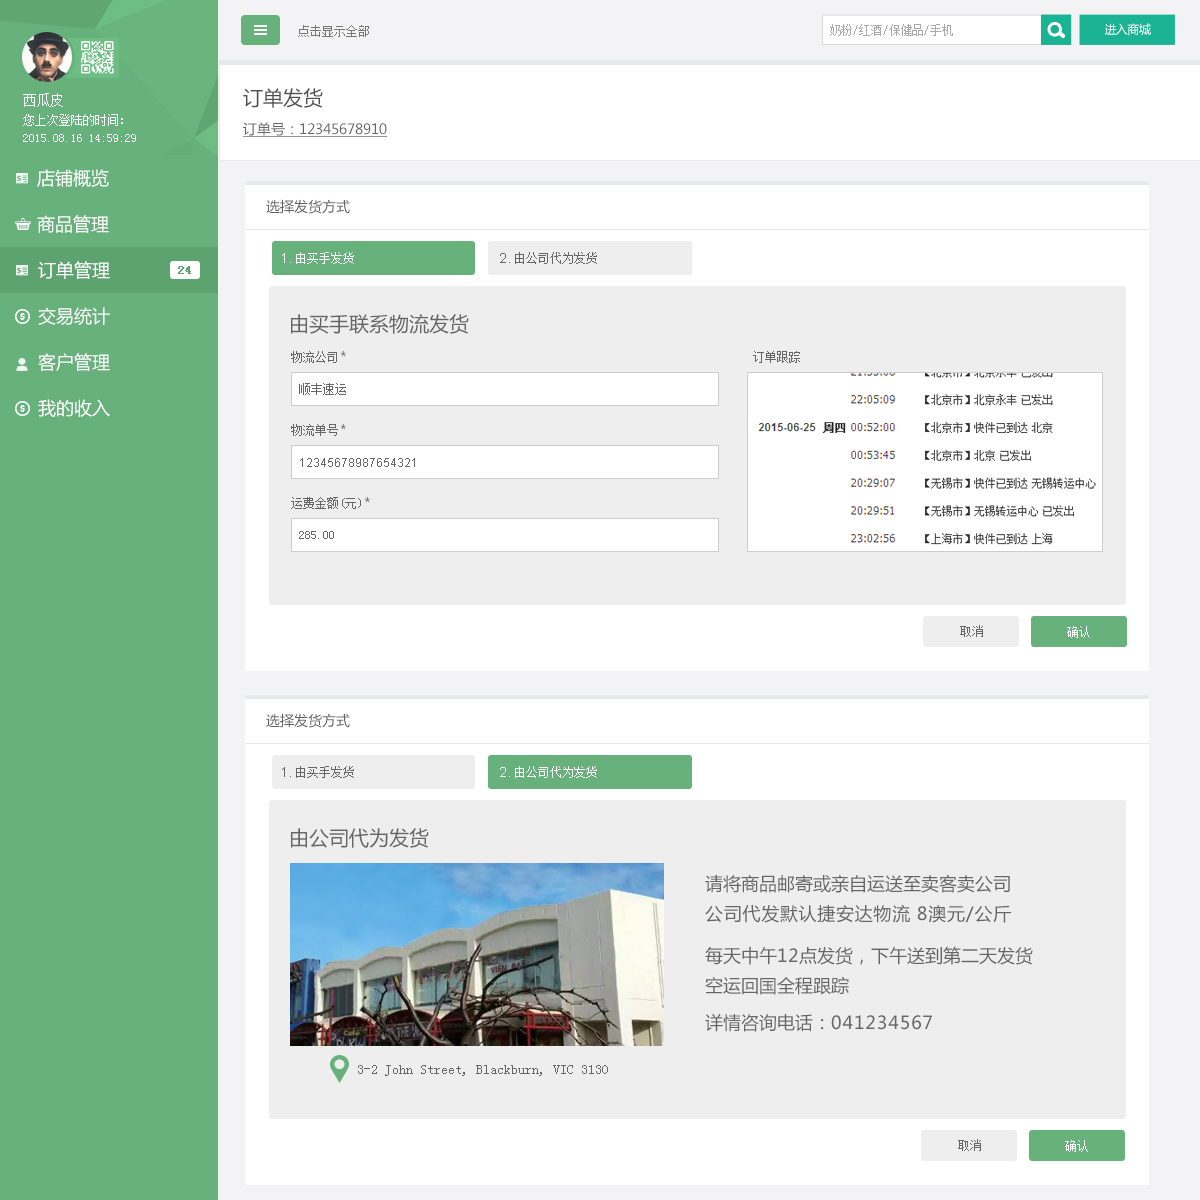 点击显示全部
奶粉/红酒/保健品/手机
进入商城
西瓜皮
您上次登陆的时间:
2015.08.16 14:59:29
店铺概览
商品管理
订单管理
24
交易统计
客户管理
我的收入
订单发货
订单号：12345678910
选择发货方式
1.由买手发货
2.由公司代为发货
由买手联系物流发货
物流公司*
顺丰速运
物流单号*
12345678987654321
运费金额(元)*
285.00
订单跟踪
21:55:06 【北京市】北京永丰 已发出
22:05:09 【北京市】北京永丰 已发出
2015-06-25 周四 00:52:00 【北京市】快件已到达 北京
00:53:45 【北京市】北京 已发出
20:29:07 【无锡市】快件已到达 无锡转运中心
20:29:51 【无锡市】无锡转运中心 已发出
23:02:56 【上海市】快件已到达 上海
取消
确认
选择发货方式
1.由买手发货
2.由公司代为发货
由公司代为发货
3-2 John Street, Blackburn, VIC 3130
请将商品邮寄或亲自运送至卖客卖公司
公司代发默认捷安达物流 8澳元/公斤
每天中午12点发货，下午送到第二天发货
空运回国全程跟踪
详情咨询电话：041234567
取消
确认